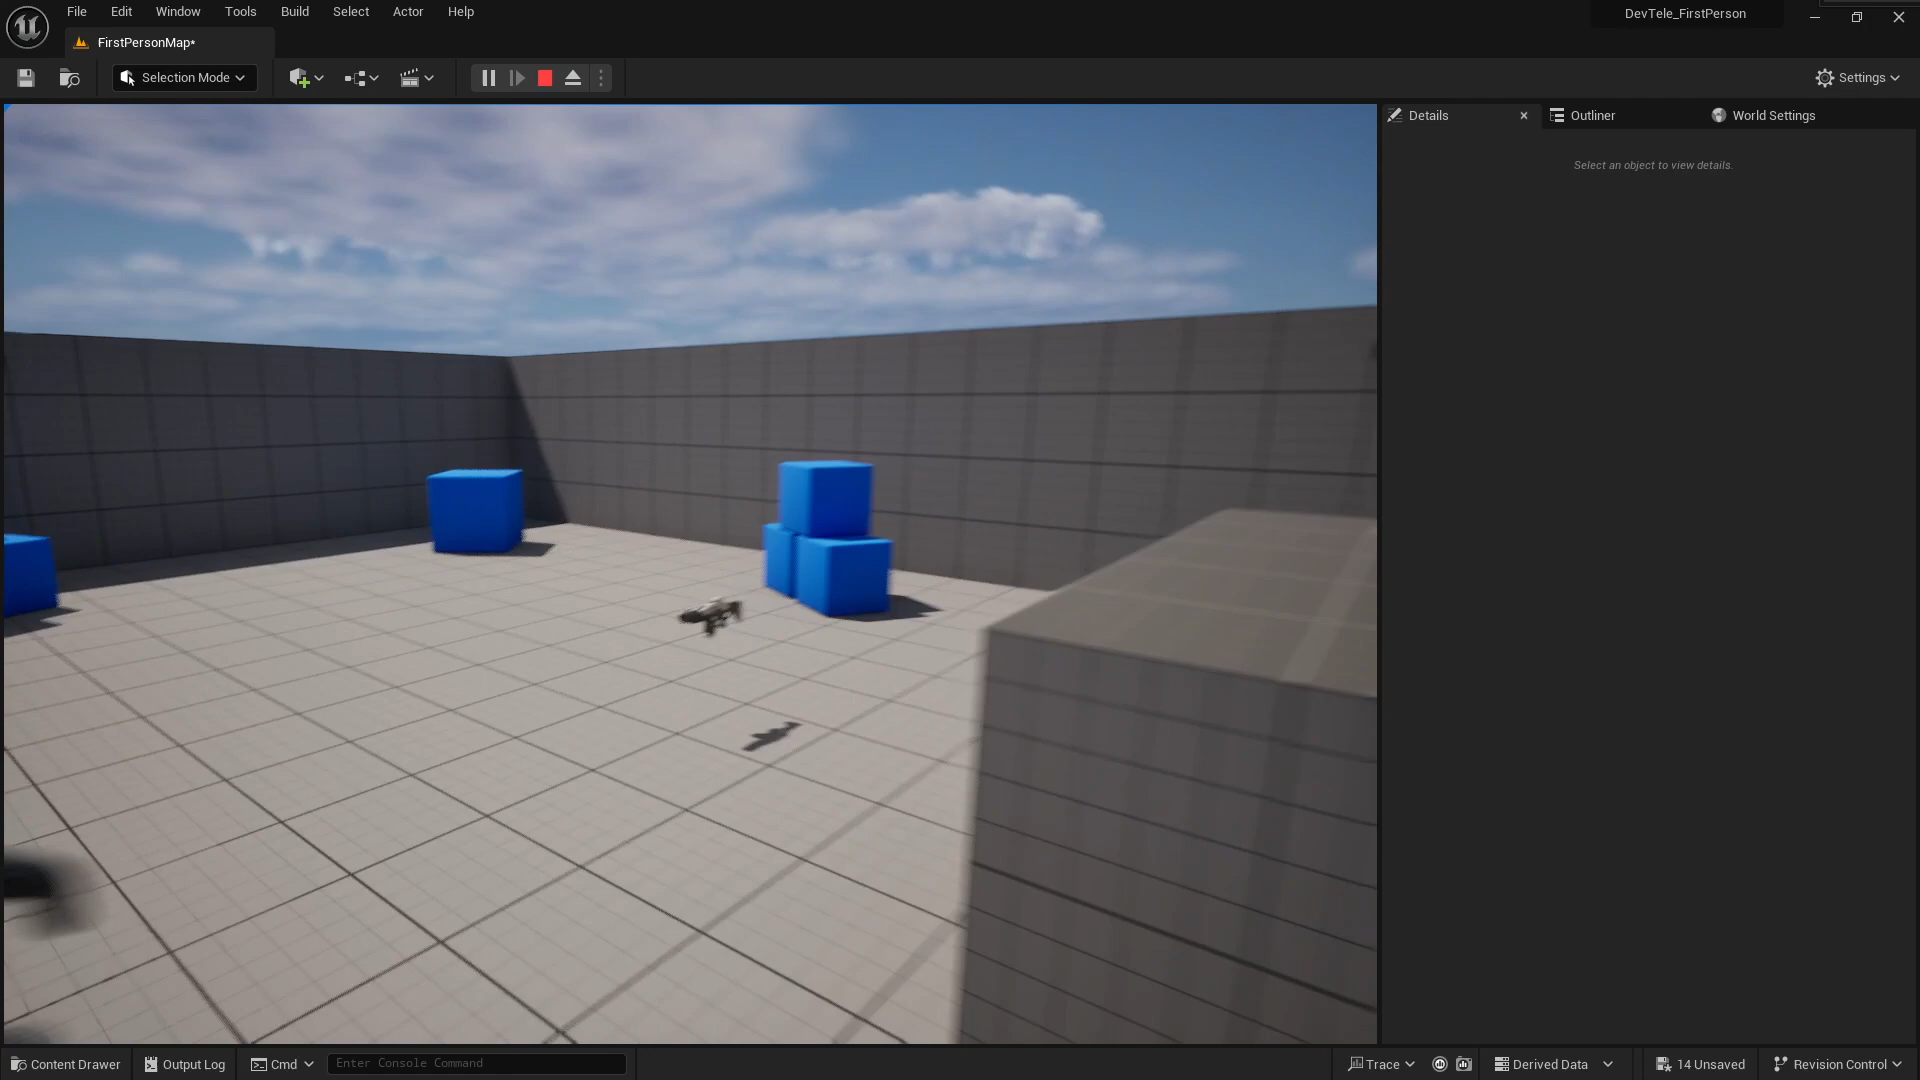 File Edit Window Tools Build Select Actor Help
DevTele_FirstPerson
FirstPersonMap*
Selection Mode
Settings
Details
Outliner
World Settings
Select an object to view details.
Content Drawer
Output Log
Cmd
Enter Console Command
Trace
Derived Data
14 Unsaved
Revision Control